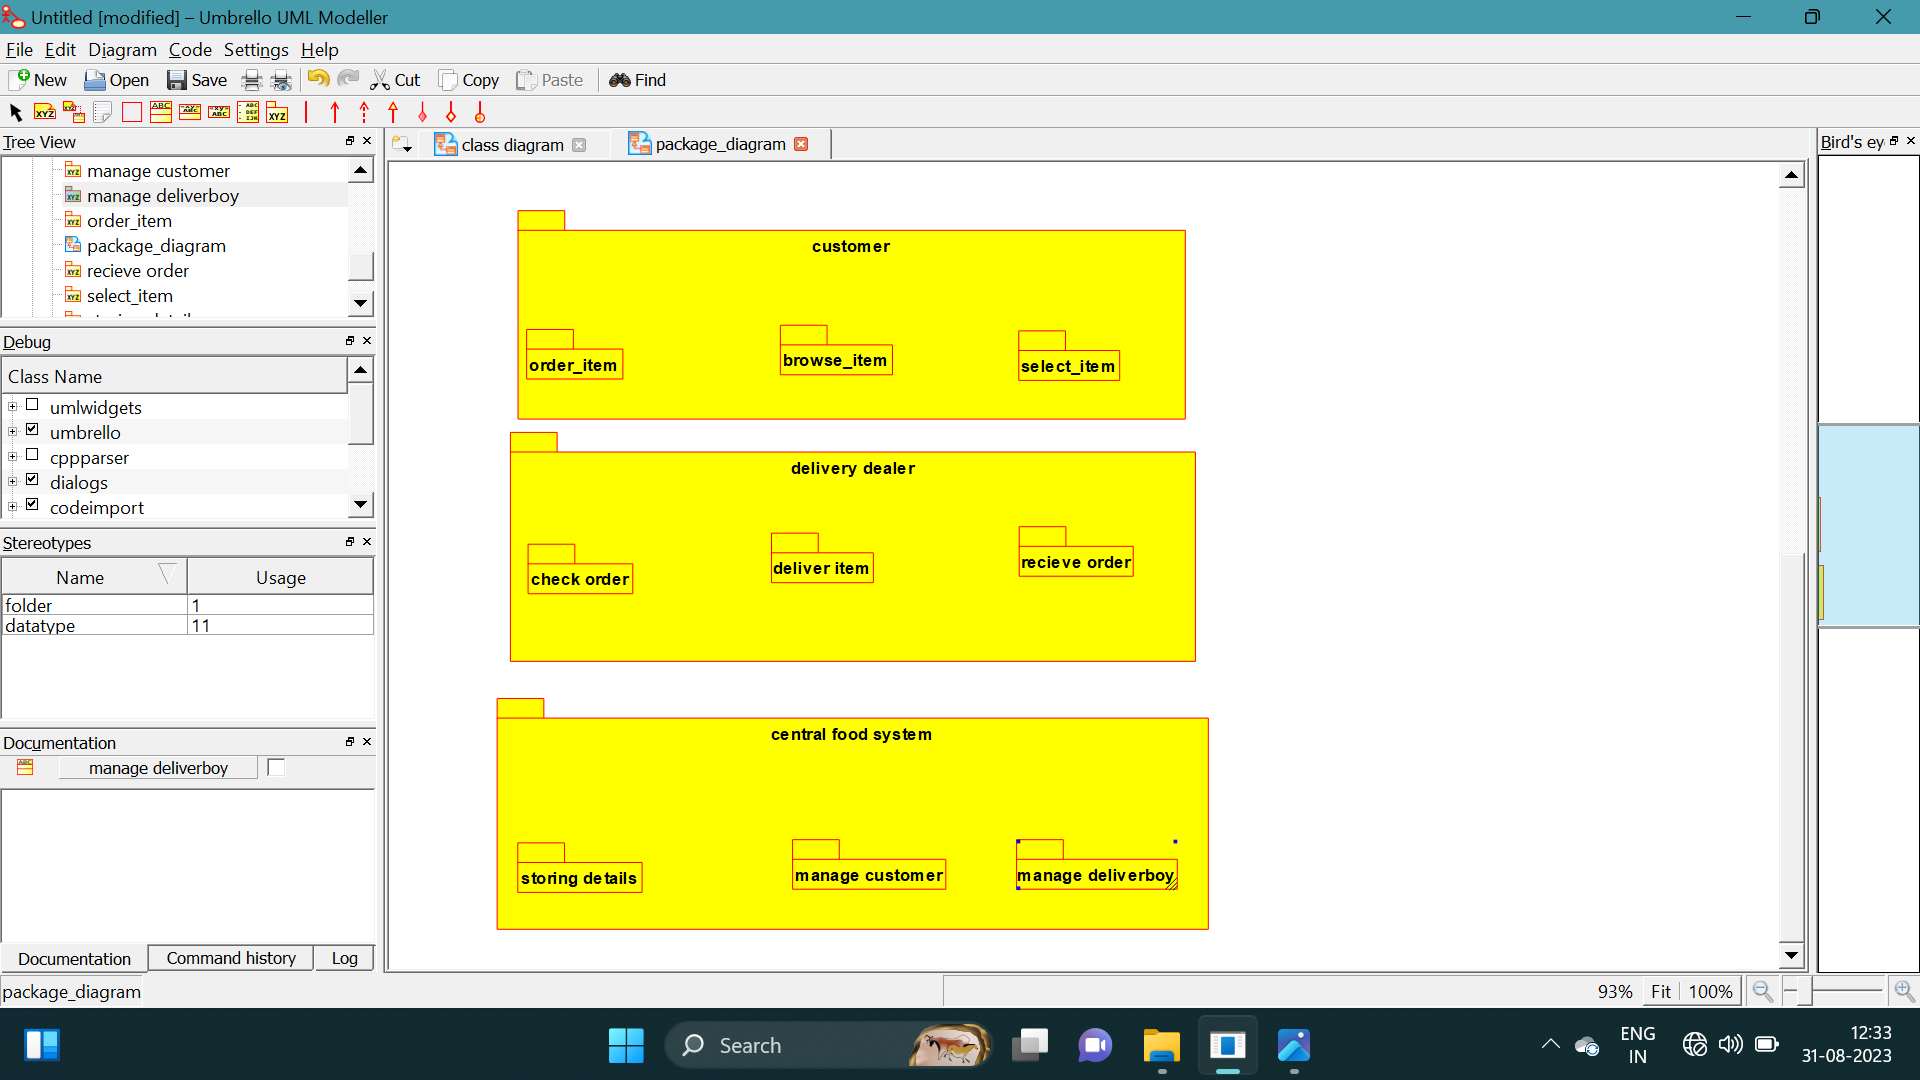 Untitled [modified] – Umbrello UML Modeller
File Edit Diagram Code Settings Help
New Open Save Cut Copy Paste Find
Tree View
manage customer
manage deliverboy
order_item
package_diagram
recieve order
select_item
Debug
Class Name
umlwidgets
umbrello
cppparser
dialogs
codeimport
Stereotypes
Name Usage
folder 1
datatype 11
Documentation
manage deliverboy
Documentation Command history Log
class diagram package_diagram
customer
order_item browse_item select_item
delivery dealer
check order deliver item recieve order
central food system
storing details manage customer manage deliverboy
Bird's ey
package_diagram 93% Fit 100%
Search
ENG
IN
12:33
31-08-2023